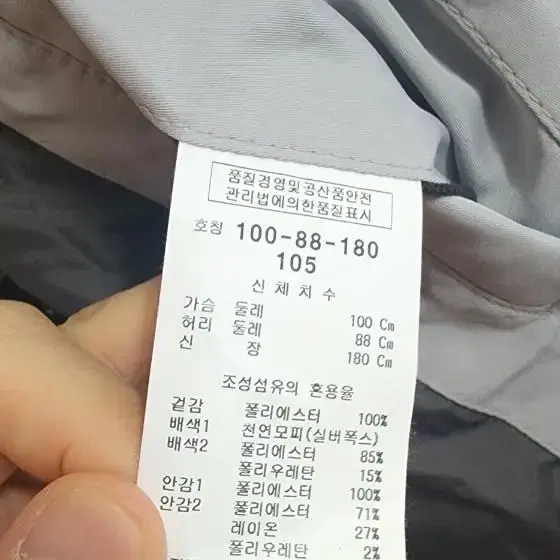 품질경영및공산품안전
관리법에의한품질표시
호칭 100-88-180
105
신체치수
가슴 둘레 100 Cm
허리 둘레 88 Cm
신 장 180 Cm
조성섬유의 혼용율
겉감 폴리에스터 100%
배색1 천연모피(실버폭스)
배색2 폴리에스터 85%
폴리우레탄 15%
안감1 폴리에스터 100%
안감2 폴리에스터 71%
레이온 27%
폴리우레탄 2%